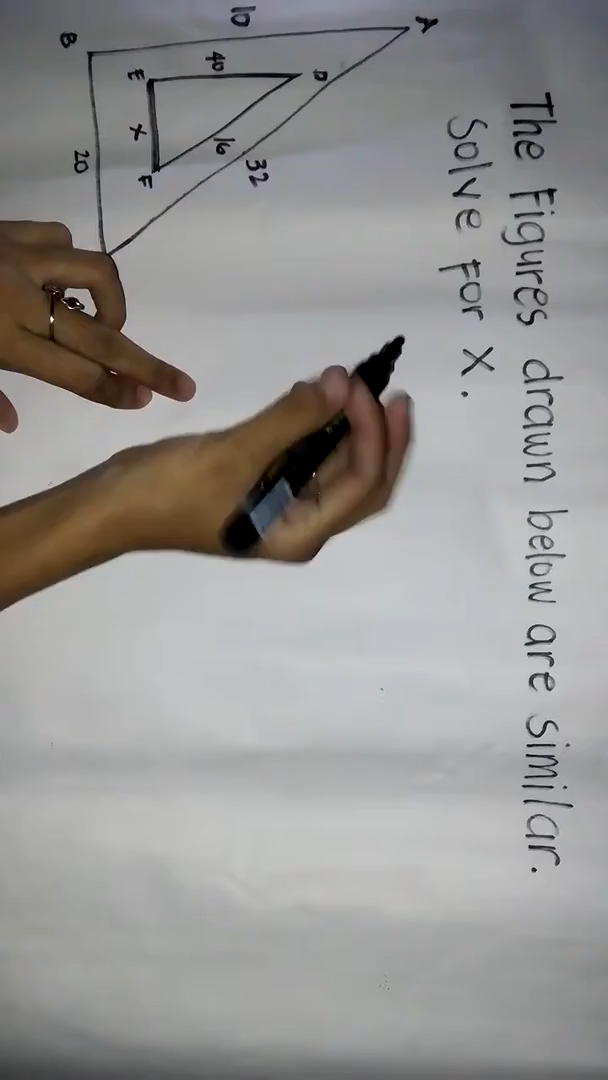 The Figures drawn below are similar.
Solve for X.
A
10
B
D
40
E
16
32
X
F
20